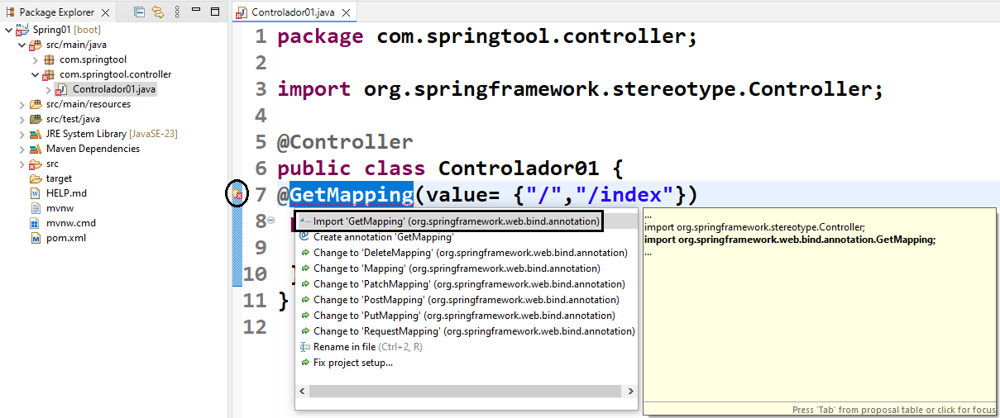 Package Explorer
Spring01 [boot]
src/main/java
com.springtool
com.springtool.controller
Controlador01.java
src/main/resources
src/test/java
JRE System Library [JavaSE-23]
Maven Dependencies
src
target
HELP.md
mvnw
mvnw.cmd
pom.xml
Controlador01.java
1 package com.springtool.controller;
2
3 import org.springframework.stereotype.Controller;
4
5 @Controller
6 public class Controlador01 {
7 @GetMapping(value= {"/","/index"})
8
9
10 }
11 }
12
Import 'GetMapping' (org.springframework.web.bind.annotation)
Create annotation 'GetMapping'
Change to 'DeleteMapping' (org.springframework.web.bind.annotation)
Change to 'Mapping' (org.springframework.web.bind.annotation)
Change to 'PatchMapping' (org.springframework.web.bind.annotation)
Change to 'PostMapping' (org.springframework.web.bind.annotation)
Change to 'PutMapping' (org.springframework.web.bind.annotation)
Change to 'RequestMapping' (org.springframework.web.bind.annotation)
Rename in file (Ctrl+2, R)
Fix project setup...
...
import org.springframework.stereotype.Controller;
import org.springframework.web.bind.annotation.GetMapping;
...
Press 'Tab' from proposal table or click for focus